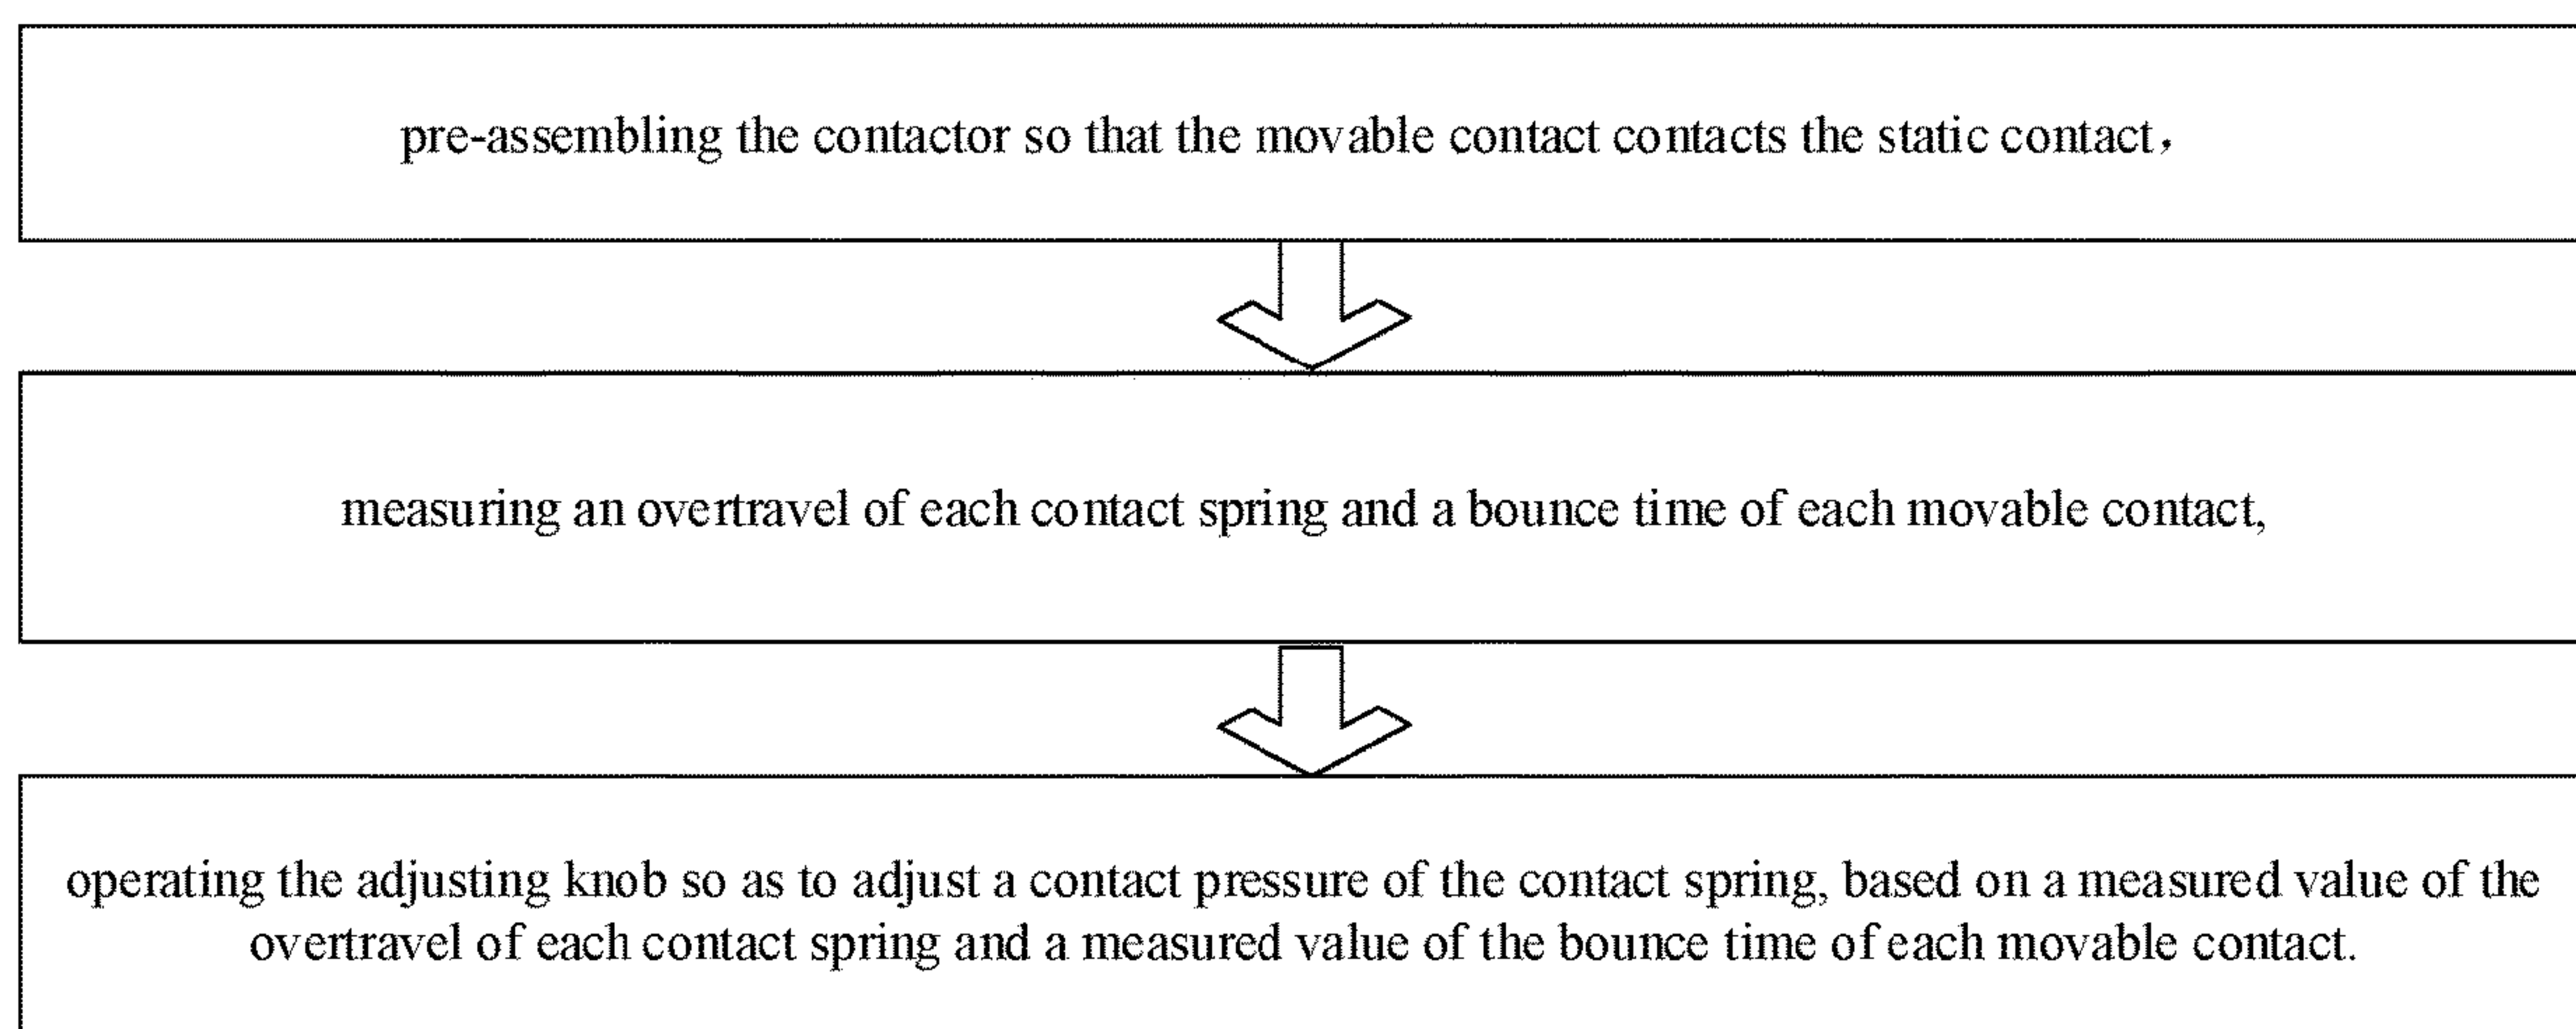 pre-assembling the contactor so that the movable contact contacts the static contact,
measuring an overtravel of each contact spring and a bounce time of each movable contact,
operating the adjusting knob so as to adjust a contact pressure of the contact spring, based on a measured value of the
overtravel of each contact spring and a measured value of the bounce time of each movable contact.